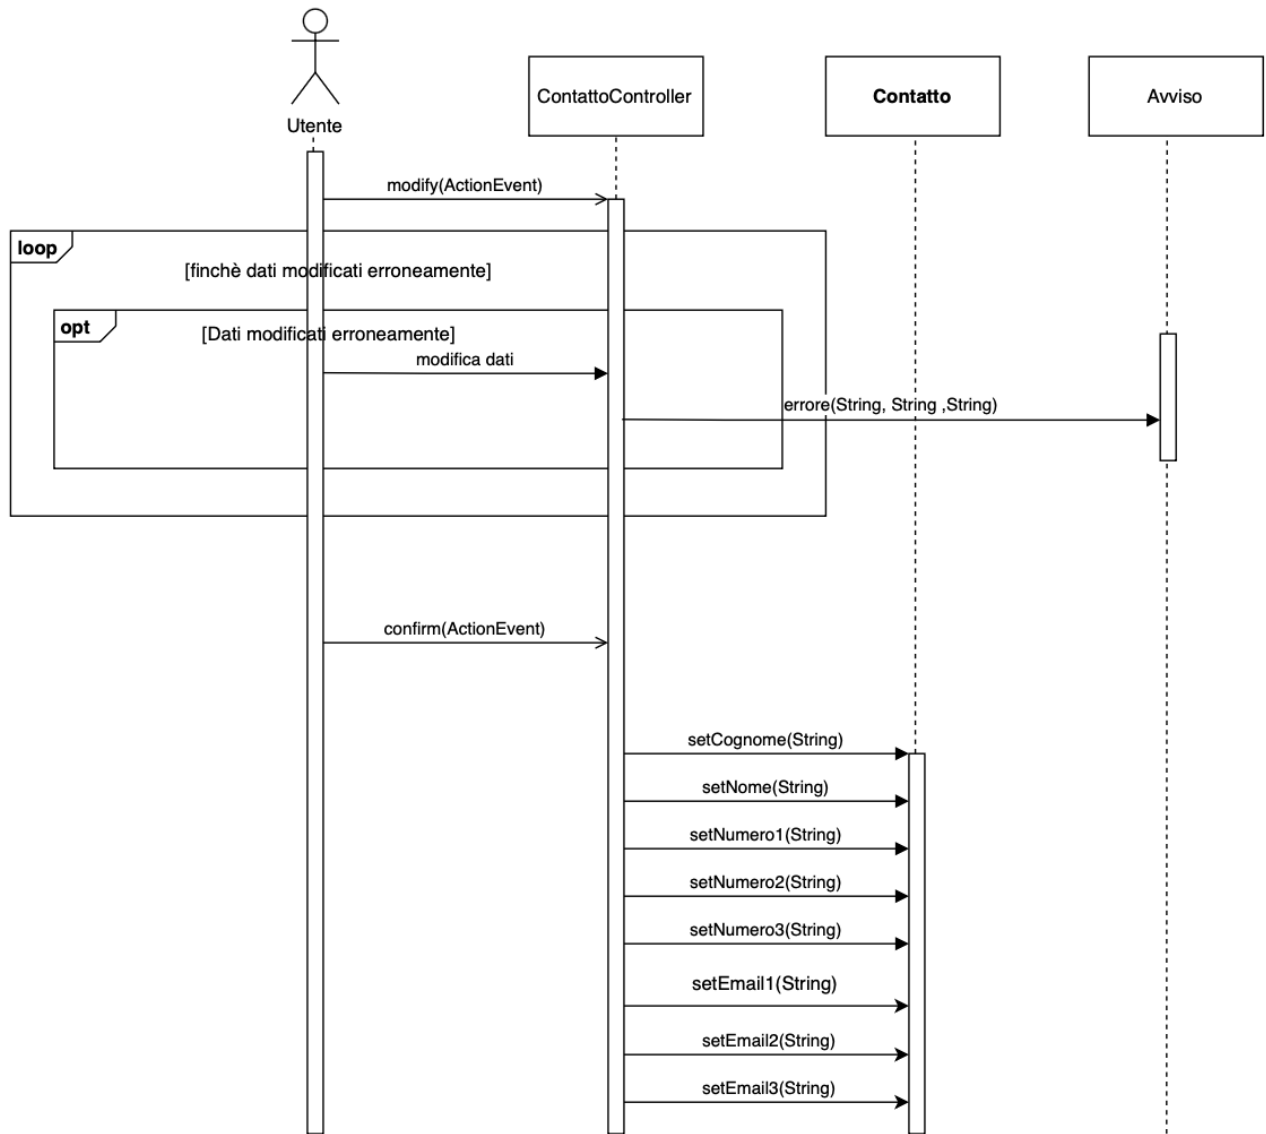 Utente
ContattoController
Contatto
Avviso
modify(ActionEvent)
loop
[finchè dati modificati erroneamente]
opt
[Dati modificati erroneamente]
modifica dati
errore(String, String ,String)
confirm(ActionEvent)
setCognome(String)
setNome(String)
setNumero1(String)
setNumero2(String)
setNumero3(String)
setEmail1(String)
setEmail2(String)
setEmail3(String)